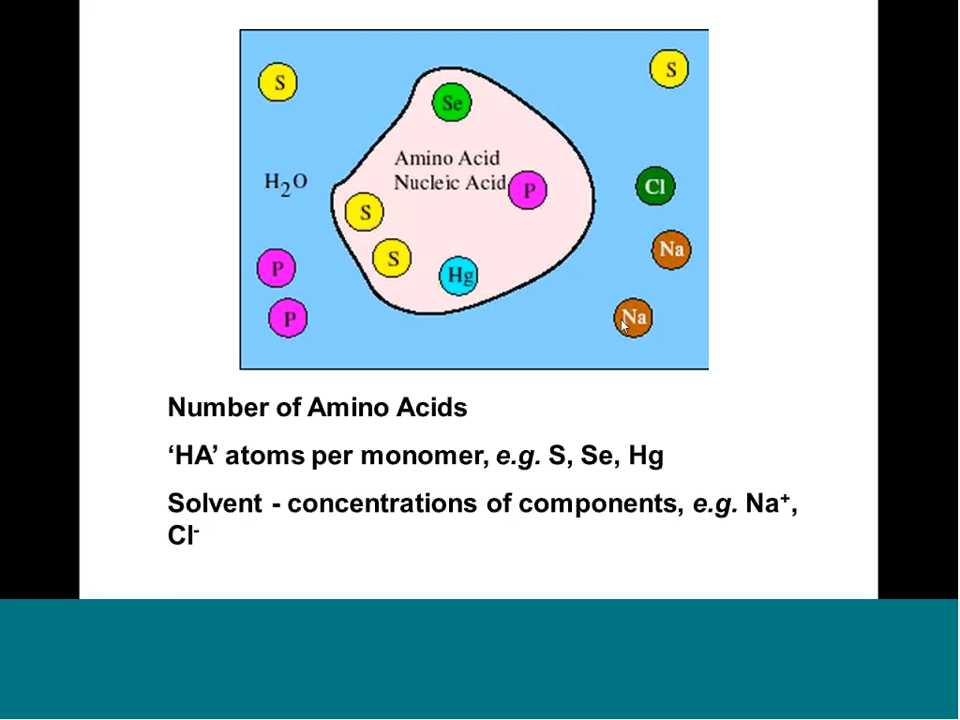 S
S
Se
Amino Acid
Nucleic Acid
P
H2O
Cl
S
S
Na
P
Hg
P
Na
Number of Amino Acids
‘HA’ atoms per monomer, e.g. S, Se, Hg
Solvent - concentrations of components, e.g. Na+,
Cl-